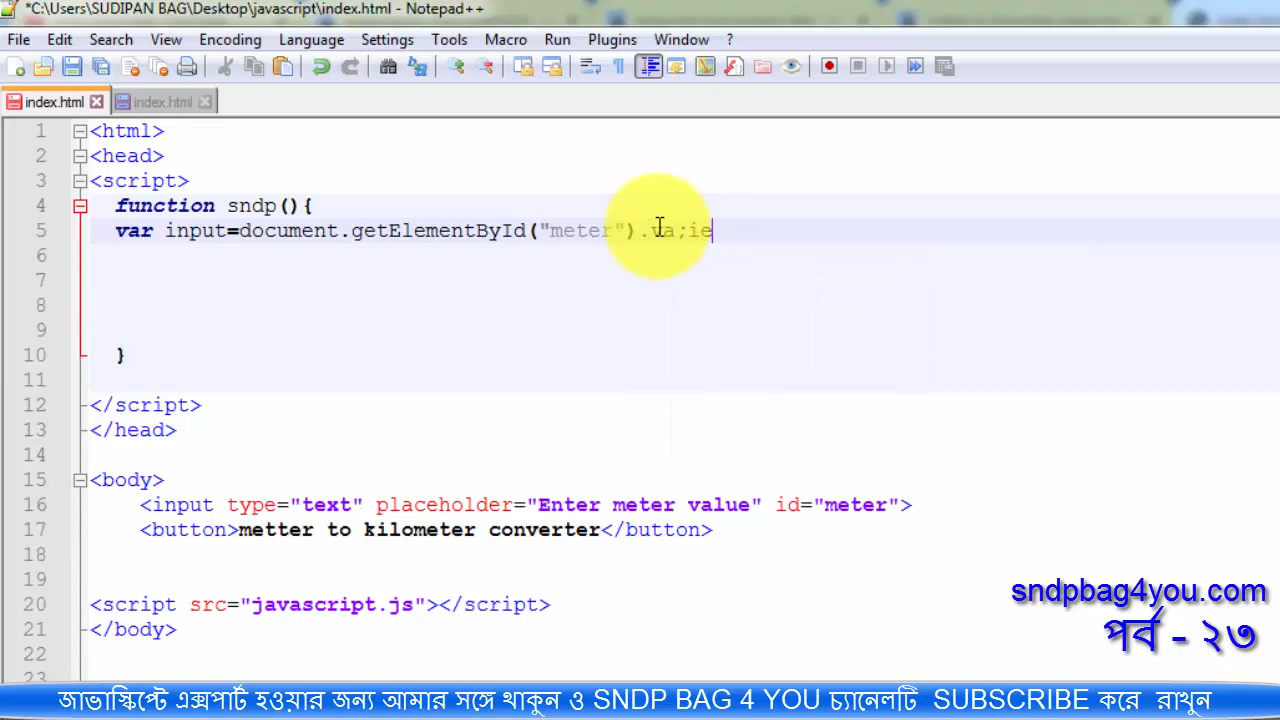 *C:\Users\SUDIPAN BAG\Desktop\javascript\index.html - Notepad++
File Edit Search View Encoding Language Settings Tools Macro Run Plugins Window ?
index.html index.html
1 <html>
2 <head>
3 <script>
4 function sndp(){
5 var input=document.getElementById("meter").va;ie
6
7
8
9
10 }
11
12 </script>
13 </head>
14
15 <body>
16 <input type="text" placeholder="Enter meter value" id="meter">
17 <button>metter to kilometer converter</button>
18
19
20 <script src="javascript.js"></script>
21 </body>
22
23
sndpbag4you.com
পর্ব - ২৩
জাভাস্ক্রিপ্টে এক্সপার্ট হওয়ার জন্য আমার সঙ্গে থাকুন ও SNDP BAG 4 YOU চ্যানেলটি SUBSCRIBE করে রাখুন